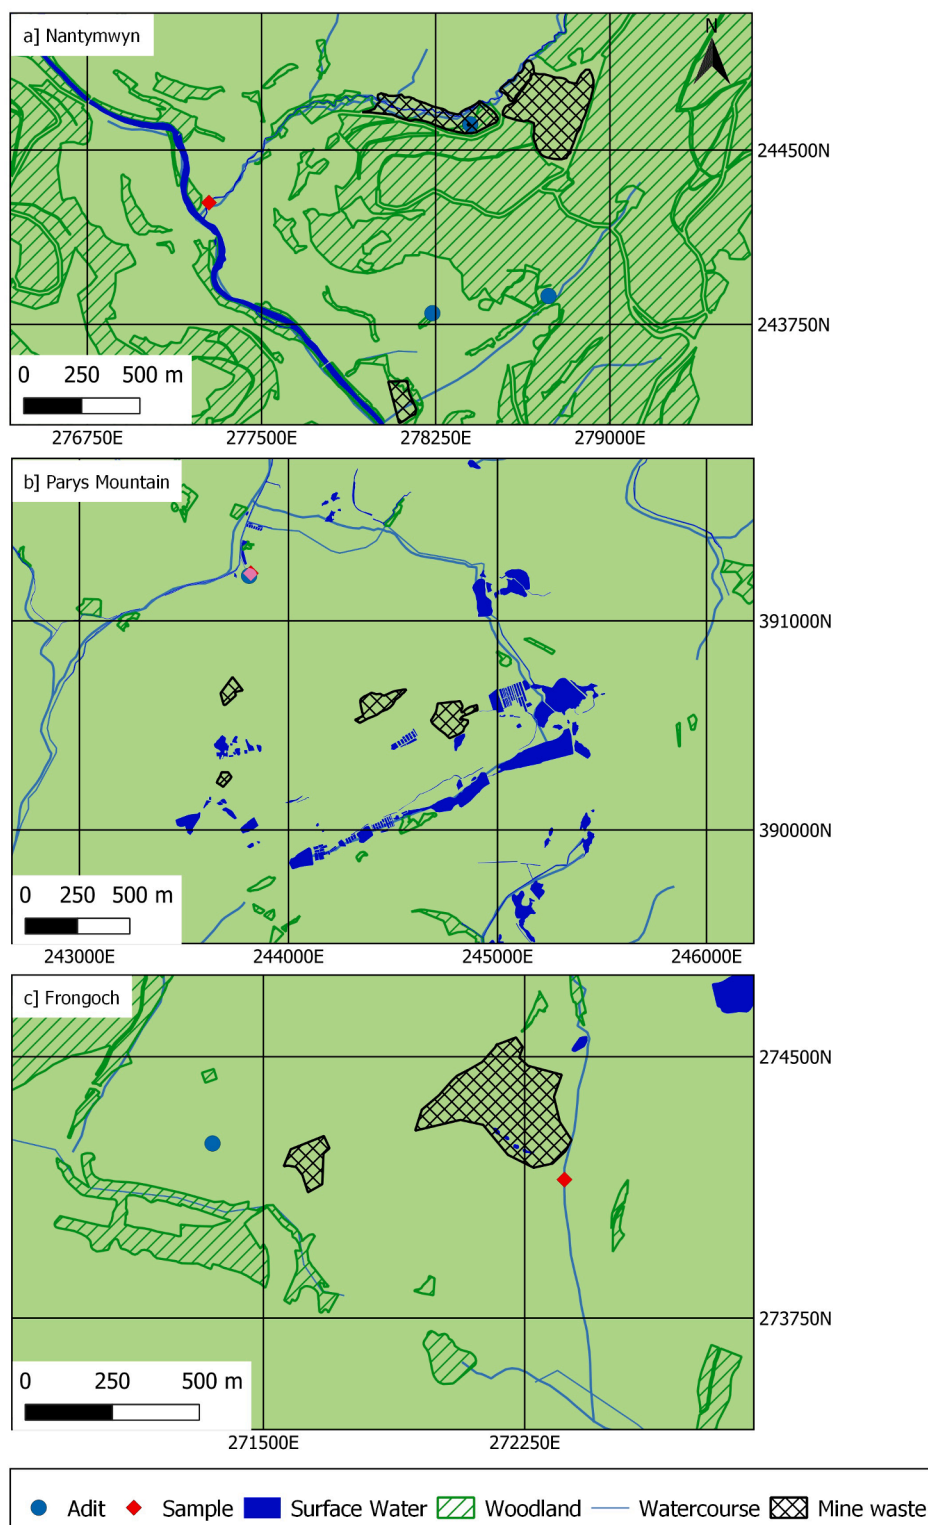 a] Nantymwyn
N
244500N
243750N
0 250 500 m
276750E 277500E 278250E 279000E
b] Parys Mountain
391000N
390000N
0 250 500 m
243000E 244000E 245000E 246000E
c] Frongoch
274500N
273750N
0 250 500 m
271500E 272250E
Adit Sample Surface Water Woodland Watercourse Mine waste